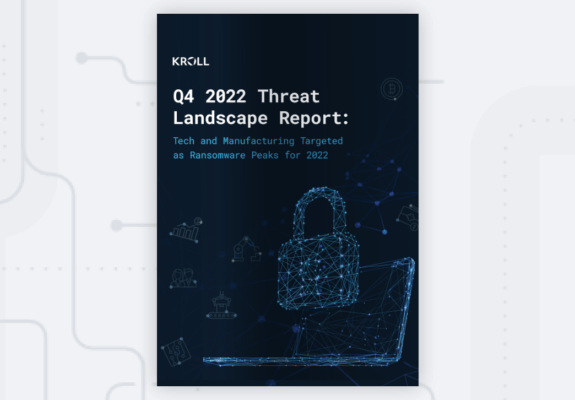 KROLL
Q4 2022 Threat
Landscape Report:
Tech and Manufacturing Targeted
as Ransomware Peaks for 2022